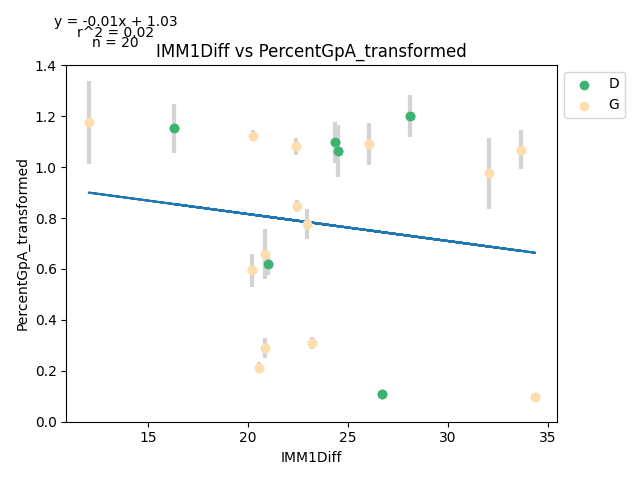 y = -0.01x + 1.03
r^2 = 0.02
n = 20
IMM1Diff vs PercentGpA_transformed
D
G
1.4
1.2
1.0
0.8
0.6
0.4
0.2
0.0
PercentGpA_transformed
15 20 25 30 35
IMM1Diff